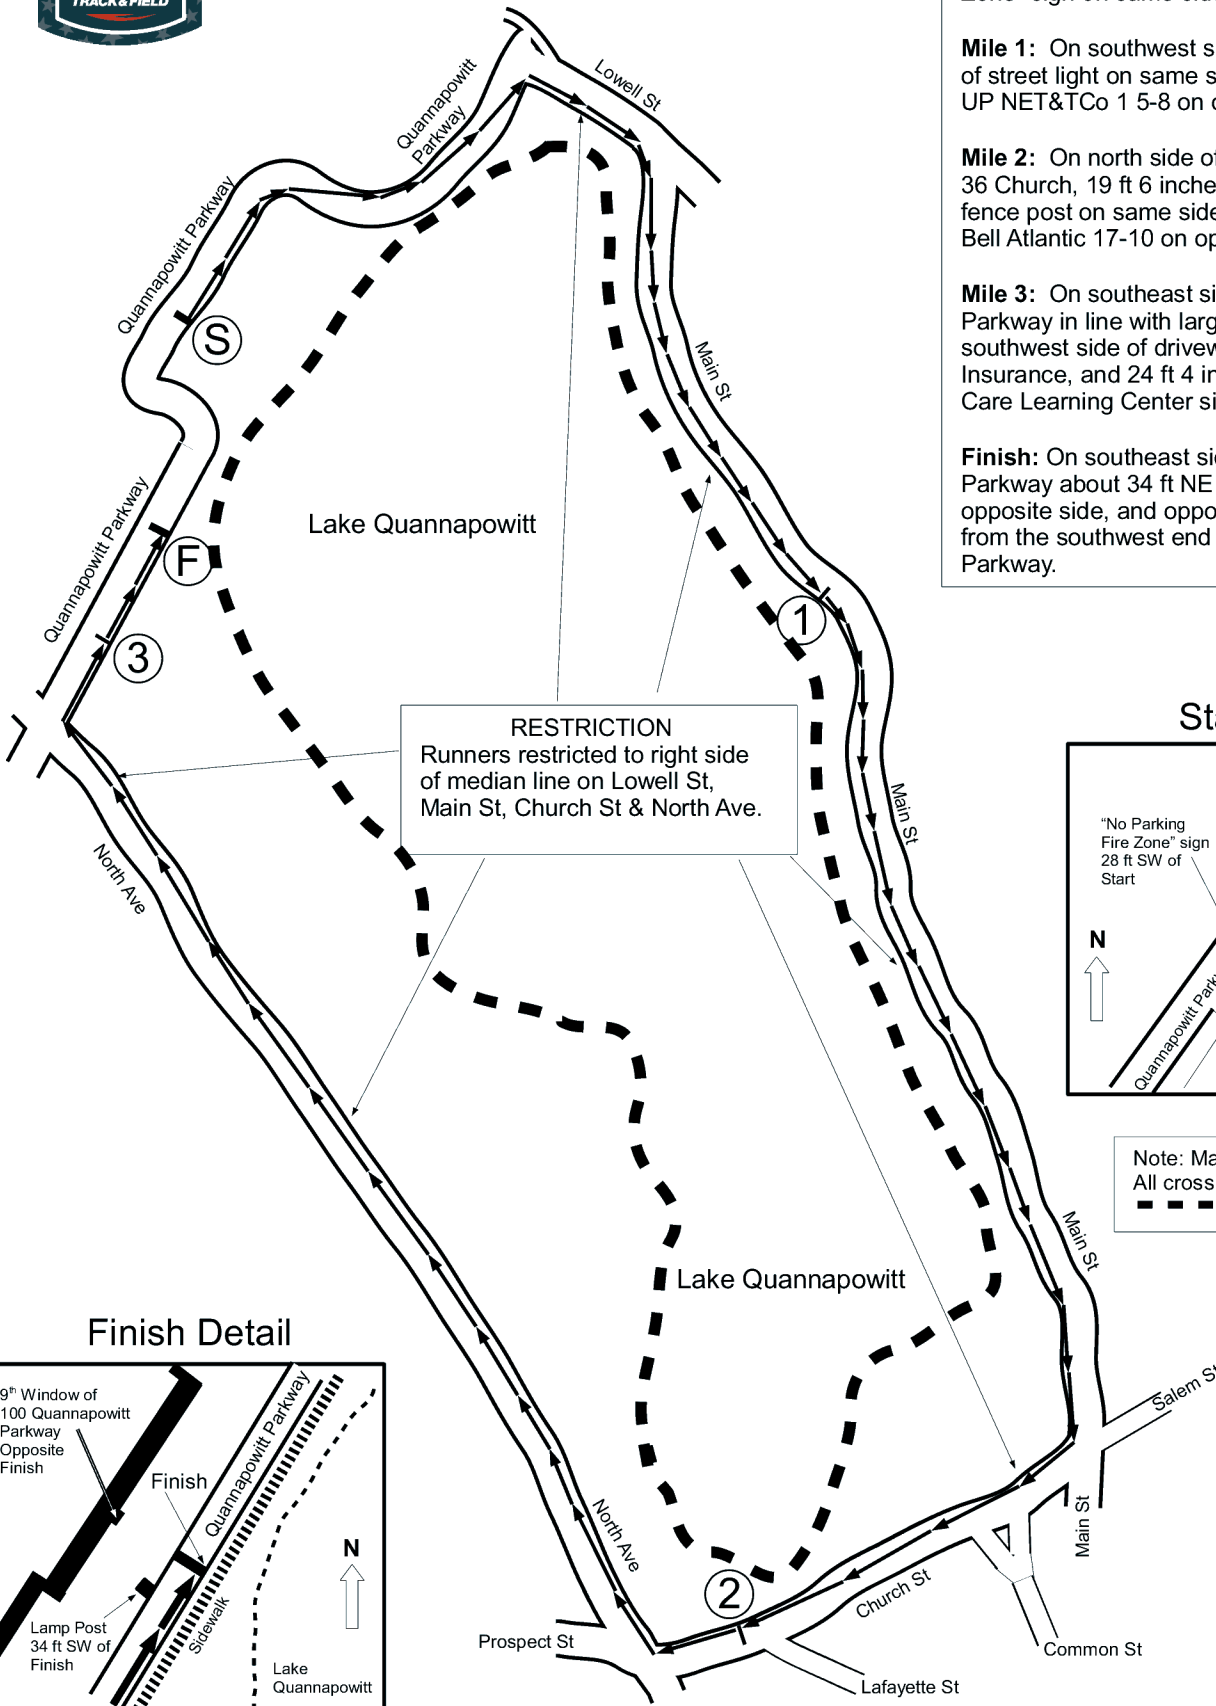 TRACK & FIELD
Mile 1: On southwest s
of street light on same s
UP NET&TCo 1 5-8 on
Mile 2: On north side of
36 Church, 19 ft 6 inche
fence post on same side
Bell Atlantic 17-10 on op
Mile 3: On southeast si
Parkway in line with larg
southwest side of drivew
Insurance, and 24 ft 4 in
Care Learning Center si
Finish: On southeast sid
Parkway about 34 ft NE
opposite side, and oppo
from the southwest end
Parkway.
Lowell St
Quannapowitt
Parkway
Quannapowitt Parkway
S
Main St
Quannapowitt Parkway
Lake Quannapowitt
F
1
3
RESTRICTION
Runners restricted to right side
of median line on Lowell St,
Main St, Church St & North Ave.
Main St
North Ave
Sta
“No Parking
Fire Zone” sign
28 ft SW of
Start
N
Quannapowitt Park
Note: Ma
All cross
Main St
Lake Quannapowitt
Salem St
Main St
North Ave
2
Church St
Prospect St
Common St
Lafayette St
Finish Detail
9th Window of
100 Quannapowitt
Parkway
Opposite
Finish
Finish
Quannapowitt Parkway
N
Lamp Post
34 ft SW of
Finish
Sidewalk
Lake
Quannapowitt